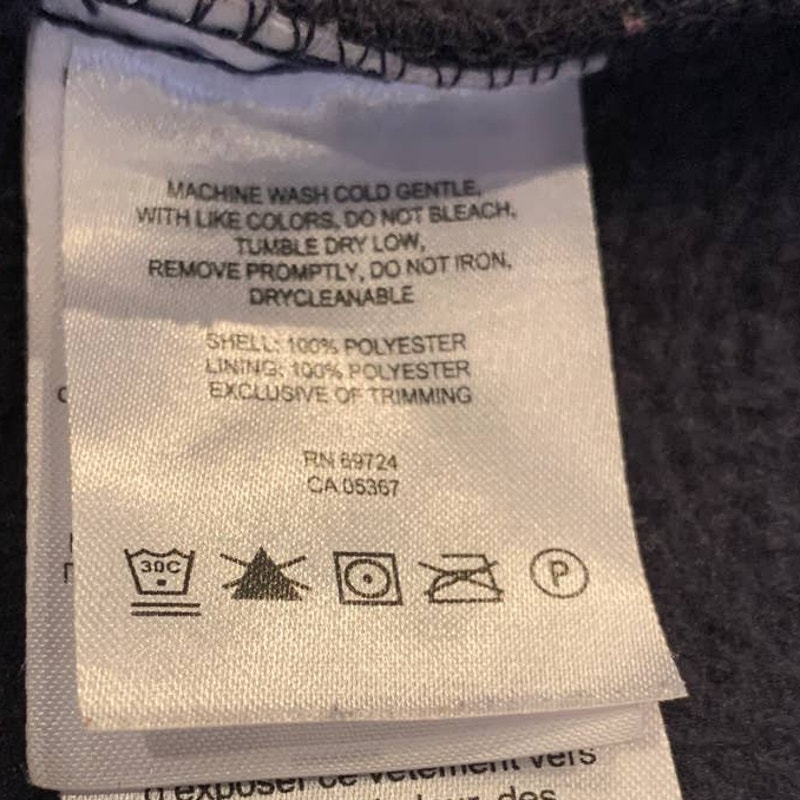 MACHINE WASH COLD GENTLE,
WITH LIKE COLORS, DO NOT BLEACH,
TUMBLE DRY LOW,
REMOVE PROMPTLY, DO NOT IRON,
DRYCLEANABLE
SHELL: 100% POLYESTER
LINING: 100% POLYESTER
EXCLUSIVE OF TRIMMING
RN 69724
CA 05367
30C
P
d'exposer ce vêtement vers
des